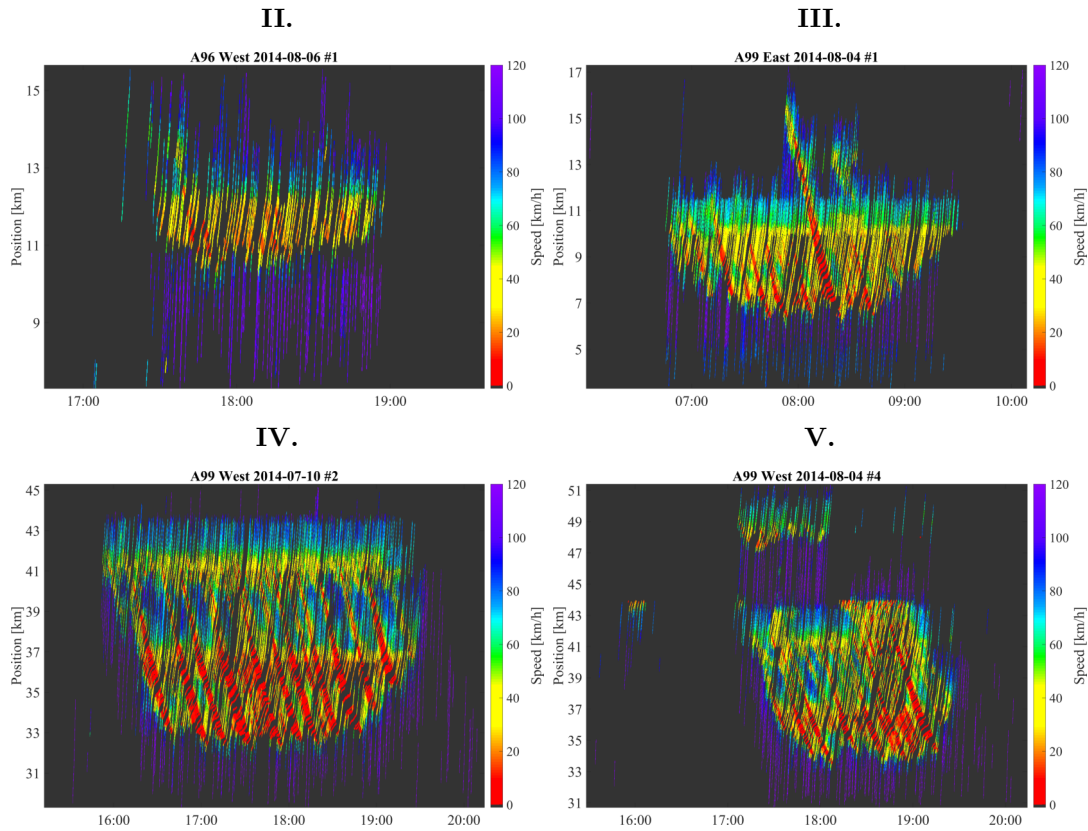 II.
A96 West 2014-08-06 #1
Position [km]
15
13
11
9
17:00 18:00 19:00
Speed [km/h]
120
100
80
60
40
20
0
III.
A99 East 2014-08-04 #1
Position [km]
17
15
13
11
9
7
5
07:00 08:00 09:00 10:00
Speed [km/h]
120
100
80
60
40
20
0
IV.
A99 West 2014-07-10 #2
Position [km]
45
43
41
39
37
35
33
31
16:00 17:00 18:00 19:00 20:00
Speed [km/h]
120
100
80
60
40
20
0
V.
A99 West 2014-08-04 #4
Position [km]
51
49
47
45
43
41
39
37
35
33
31
16:00 17:00 18:00 19:00 20:00
Speed [km/h]
120
100
80
60
40
20
0